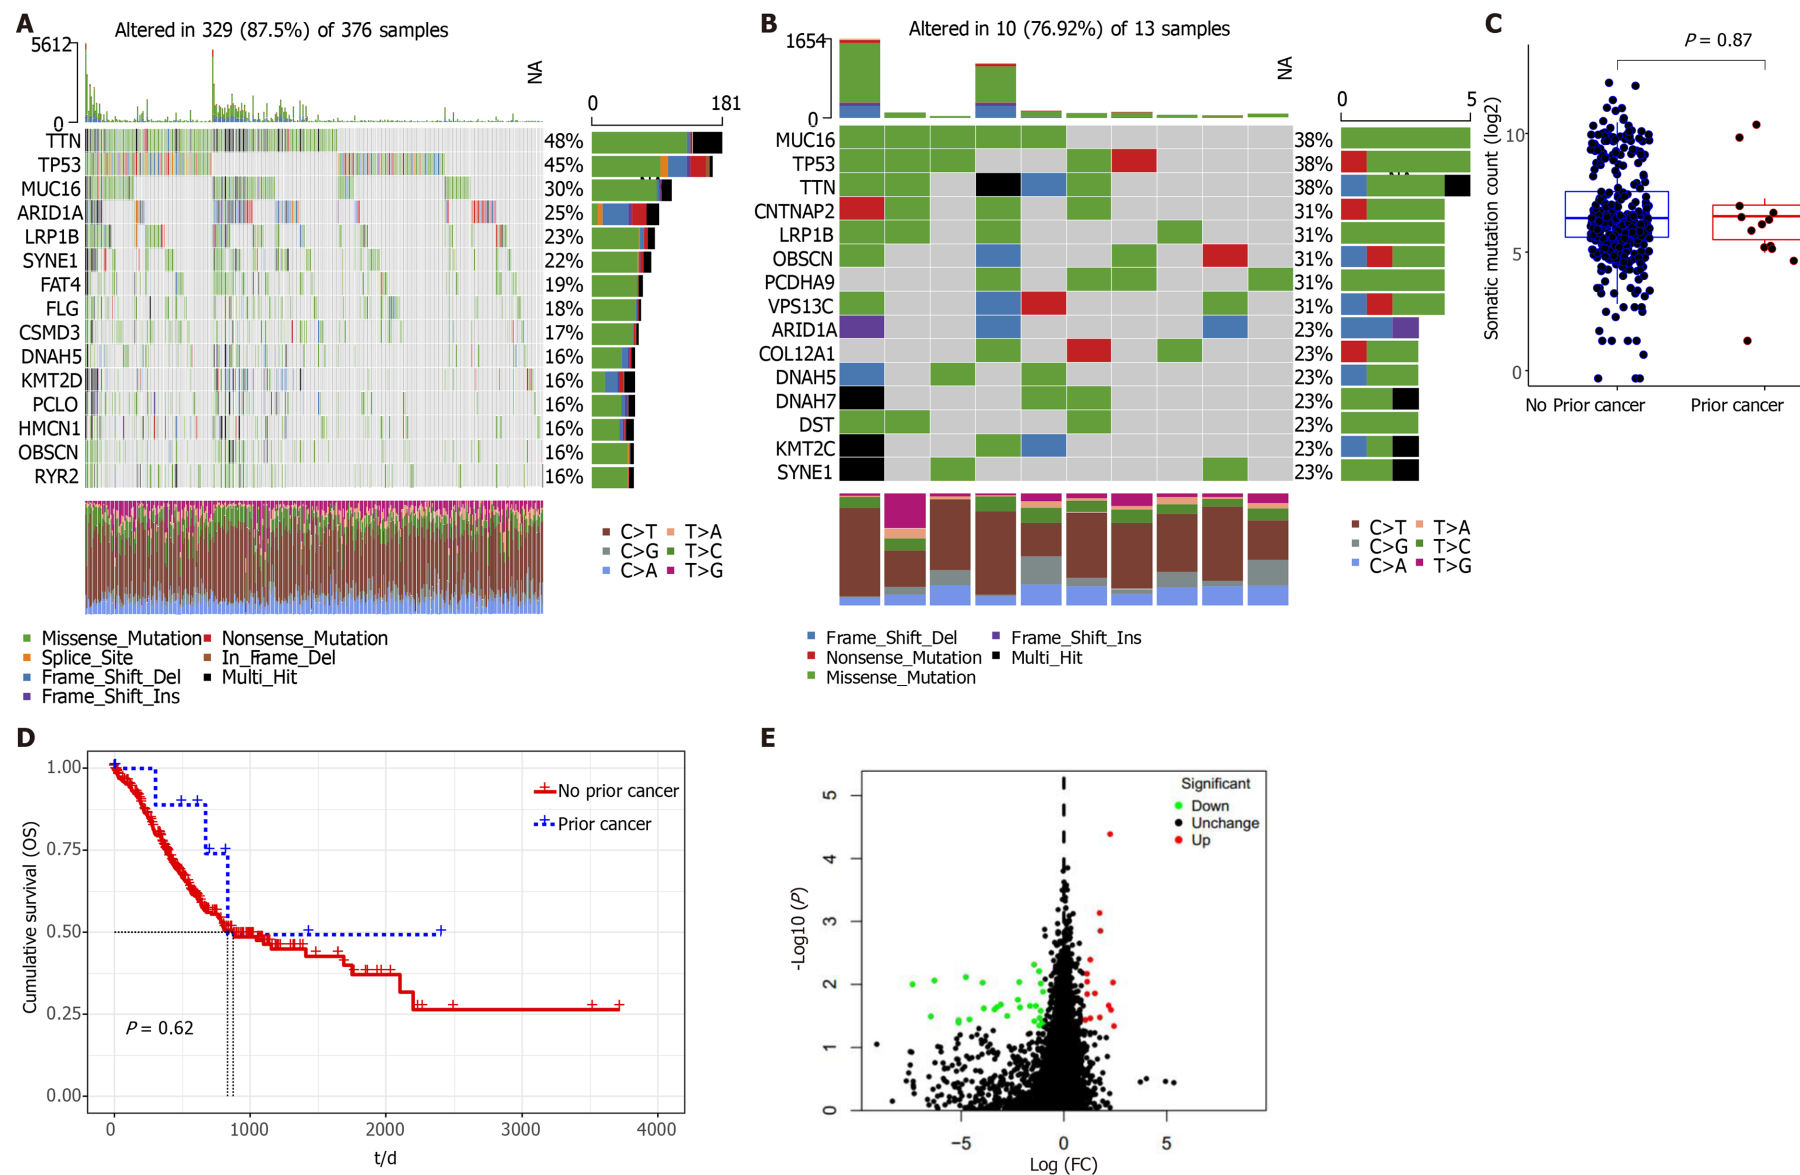 A
Altered in 329 (87.5%) of 376 samples
5612
0
NA
0 181
TTN 48%
TP53 45%
MUC16 30%
ARID1A 25%
LRP1B 23%
SYNE1 22%
FAT4 19%
FLG 18%
CSMD3 17%
DNAH5 16%
KMT2D 16%
PCLO 16%
HMCN1 16%
OBSCN 16%
RYR2 16%
C>T T>A
C>G T>C
C>A T>G
Missense_Mutation Nonsense_Mutation
Splice_Site In_Frame_Del
Frame_Shift_Del Multi_Hit
Frame_Shift_Ins
B
Altered in 10 (76.92%) of 13 samples
1654
0
NA
0 5
MUC16 38%
TP53 38%
TTN 38%
CNTNAP2 31%
LRP1B 31%
OBSCN 31%
PCDHA9 31%
VPS13C 31%
ARID1A 23%
COL12A1 23%
DNAH5 23%
DNAH7 23%
DST 23%
KMT2C 23%
SYNE1 23%
C>T T>A
C>G T>C
C>A T>G
Frame_Shift_Del Frame_Shift_Ins
Nonsense_Mutation Multi_Hit
Missense_Mutation
C
P = 0.87
Somatic mutation count (log2)
10
5
0
No Prior cancer Prior cancer
D
Cumulative survival (OS)
1.00
0.75
0.50
0.25
0.00
No prior cancer
Prior cancer
P = 0.62
0 1000 2000 3000 4000
t/d
E
-Log10 (P)
5
4
3
2
1
0
Significant
Down
Unchange
Up
−5 0 5
Log (FC)